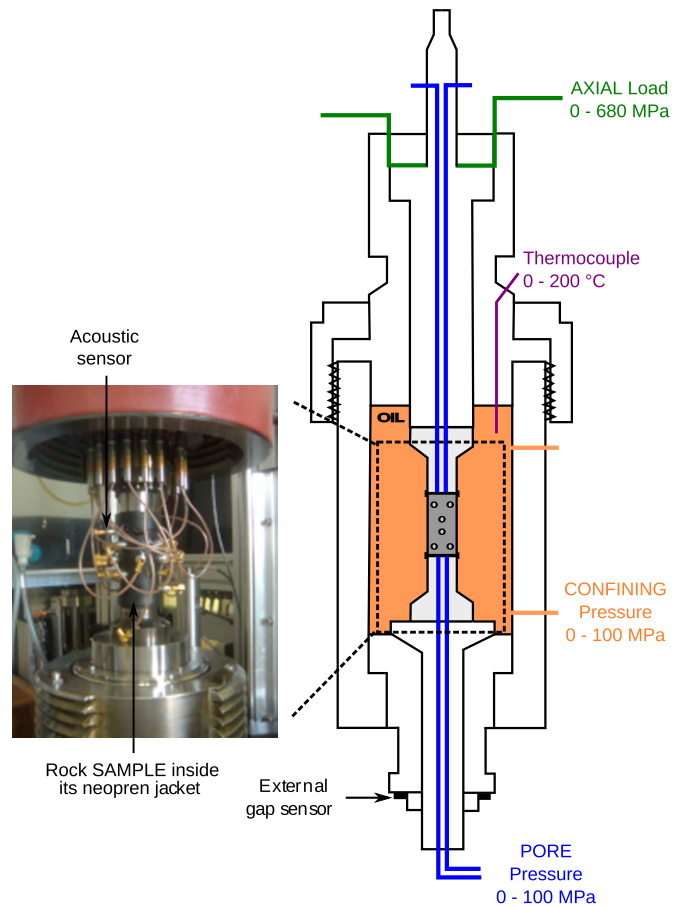 AXIAL Load
0 - 680 MPa
Thermocouple
0 - 200 °C
Acoustic
sensor
OIL
CONFINING
Pressure
0 - 100 MPa
Rock SAMPLE inside
its neopren jacket
External
gap sensor
PORE
Pressure
0 - 100 MPa